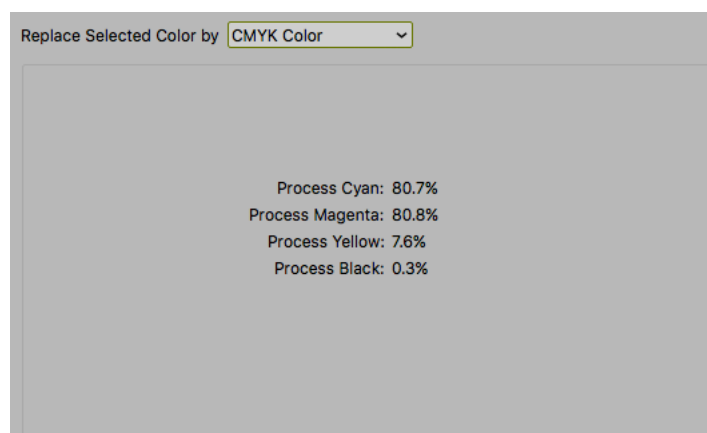 Replace Selected Color by CMYK Color
Process Cyan: 80.7%
Process Magenta: 80.8%
Process Yellow: 7.6%
Process Black: 0.3%